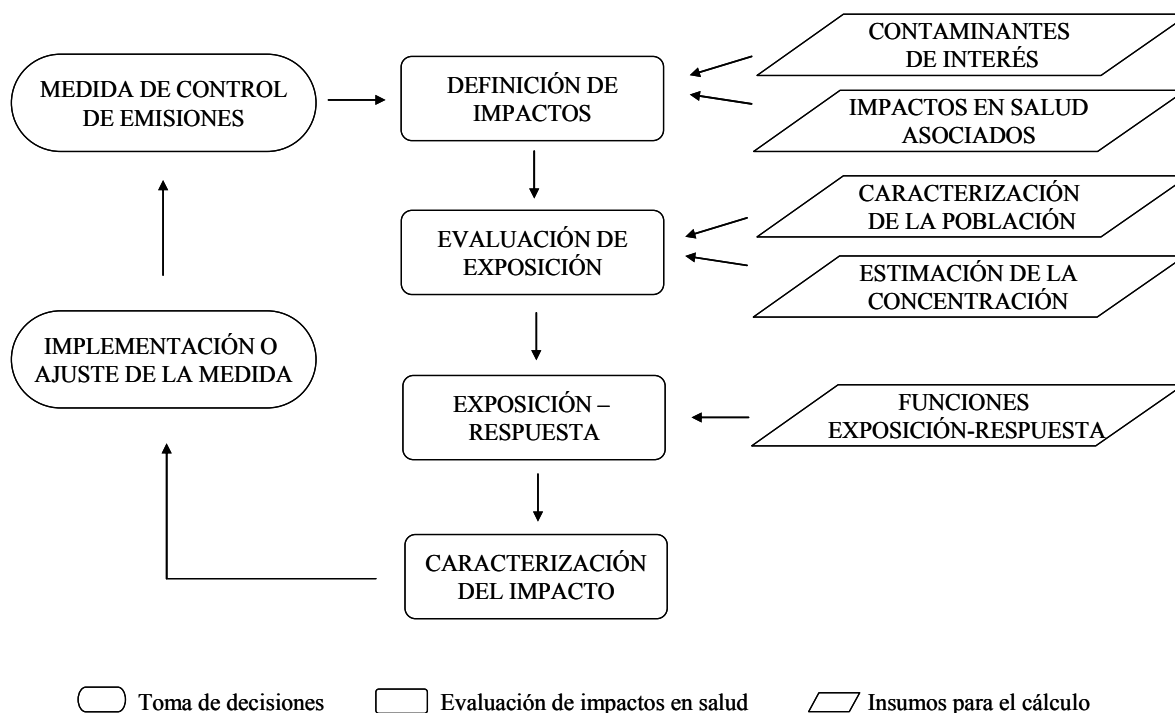 MEDIDA DE CONTROL
DE EMISIONES
DEFINICIÓN DE
IMPACTOS
CONTAMINANTES
DE INTERÉS
IMPACTOS EN SALUD
ASOCIADOS
EVALUACIÓN DE
EXPOSICIÓN
CARACTERIZACIÓN
DE LA POBLACIÓN
ESTIMACIÓN DE LA
CONCENTRACIÓN
IMPLEMENTACIÓN O
AJUSTE DE LA MEDIDA
EXPOSICIÓN –
RESPUESTA
FUNCIONES
EXPOSICIÓN-RESPUESTA
CARACTERIZACIÓN
DEL IMPACTO
Toma de decisiones
Evaluación de impactos en salud
Insumos para el cálculo